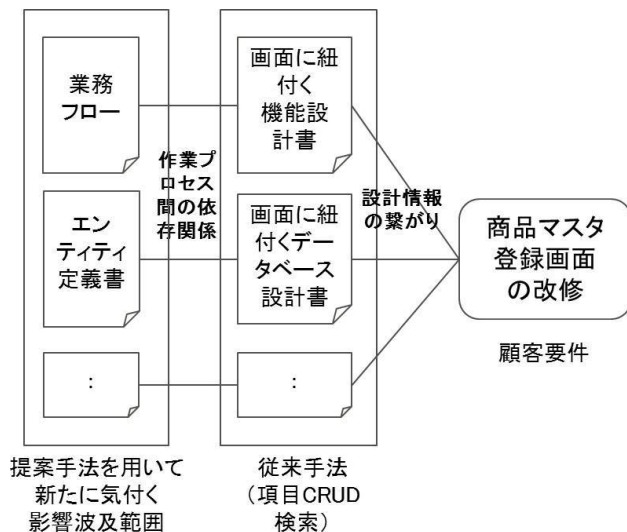 業務
フロー
エン
ティティ
定義書
：
提案手法を用いて
新たに気付く
影響波及範囲
作業プ
ロセス
間の依
存関係
画面に紐
付く
機能設
計書
画面に紐
付くデー
タベース
設計書
：
従来手法
（項目CRUD
検索）
設計情報
の繋がり
商品マスタ
登録画面
の改修
顧客要件